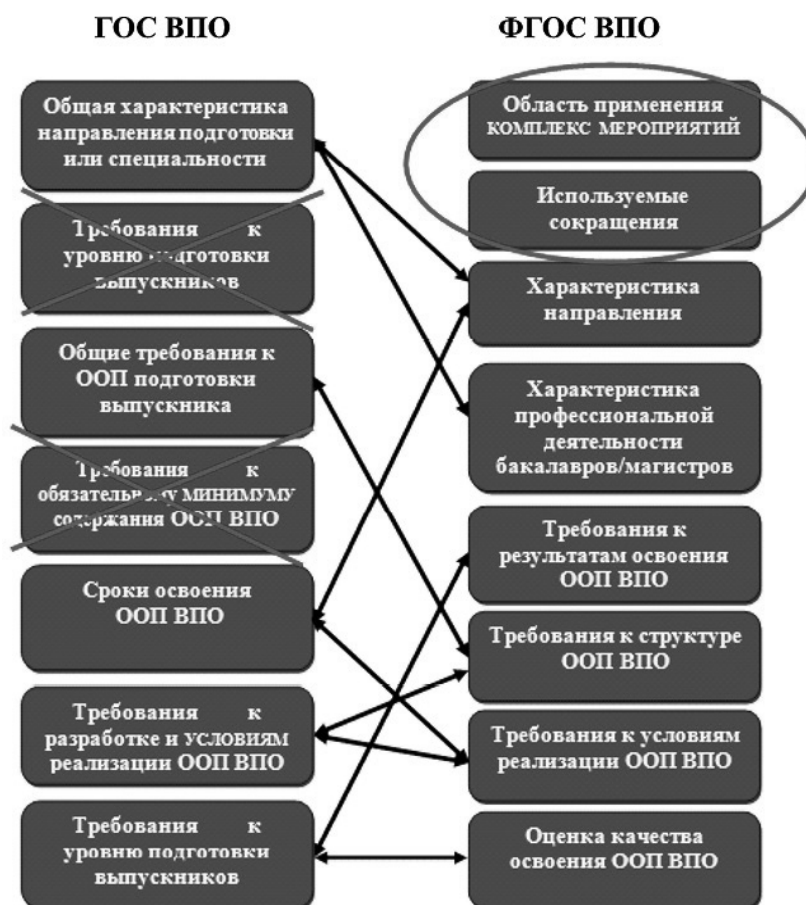 ГОС ВПО
Общая характеристика
направления подготовки
или специальности
Требования к
уровню подготовки
выпускников
Общие требования к
ООП подготовки
выпускника
Требования к
обязательному МИНИМУМУ
содержания ООП ВПО
Сроки освоения
ООП ВПО
Требования к
разработке и УСЛОВИЯМ
реализации ООП ВПО
Требования к
уровню подготовки
выпускников
ФГОС ВПО
Область применения
КОМПЛЕКС МЕРОПРИЯТИЙ
Используемые
сокращения
Характеристика
направления
Характеристика
профессиональной
деятельности
бакалавров/магистров
Требования к
результатам освоения
ООП ВПО
Требования к структуре
ООП ВПО
Требования к условиям
реализации ООП ВПО
Оценка качества
освоения ООП ВПО